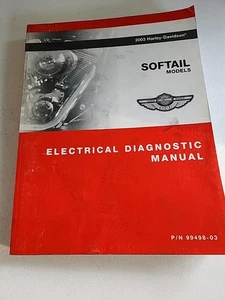 2003 Harley-Davidson®
SOFTAIL
MODELS
ELECTRICAL DIAGNOSTIC
MANUAL
P/N 99498-03